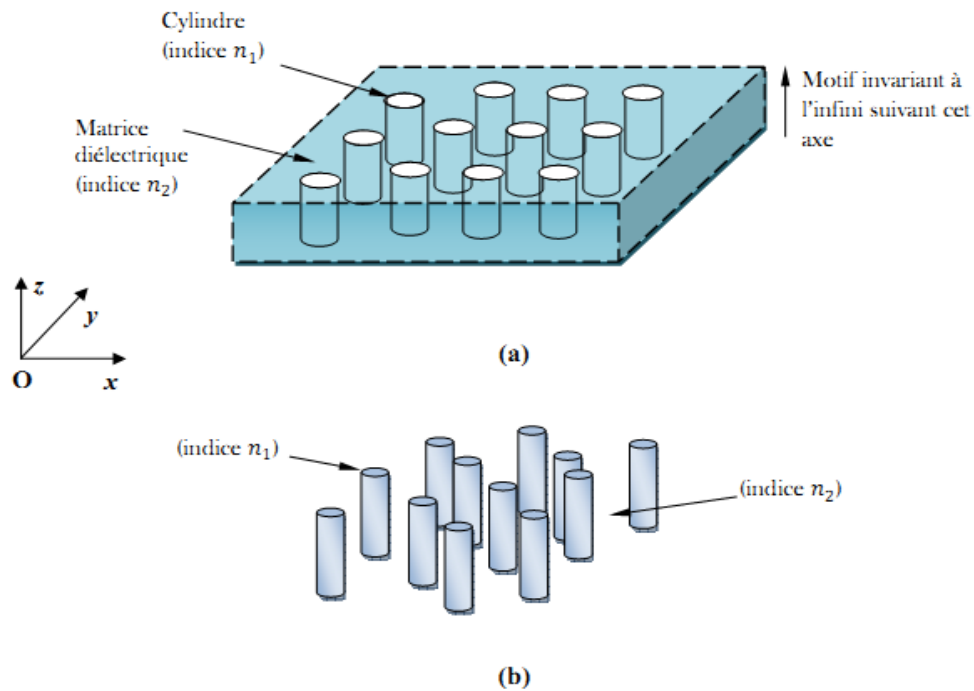 Cylindre
(indice n₁)
Matrice
diélectrique
(indice n₂)
Motif invariant à
l'infini suivant cet
axe
z
y
O
x
(a)
(indice n₁)
(indice n₂)
(b)